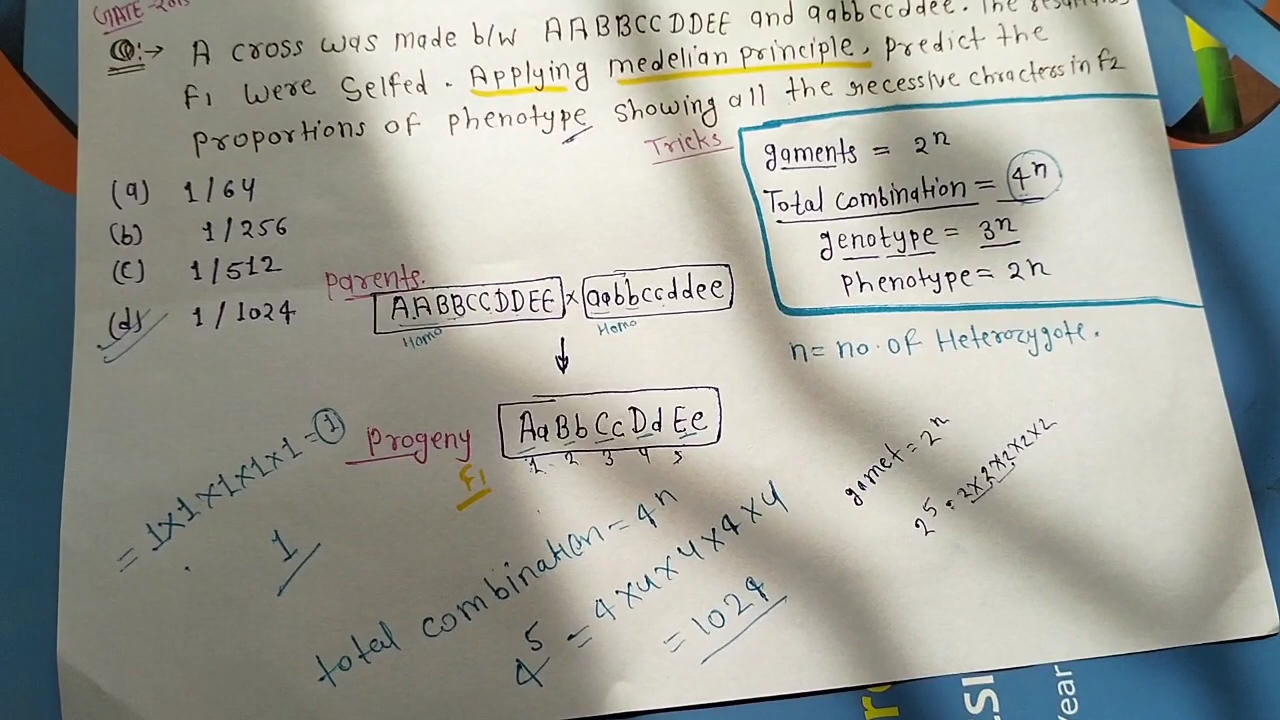 GATE-2015
Q:→ A cross was made b/w AABBCCDDEE and aabbccddee. The resulting
F1 were selfed. Applying medelian principle, predict the
proportions of phenotype showing all the recessive chracters in f2
(a) 1/64
(b) 1/256
(c) 1/512
(d) 1/1024
Tricks
gaments = 2ⁿ
Total combination = 4ⁿ
genotype = 3ⁿ
phenotype = 2n
n = no. of Heterozygote.
Parents.
AABBCCDDEE × aabbccddee
Homo Homo
↓
Progeny AaBbCcDdEe
F1 1 2 3 4 5
= 1×1×1×1×1 = 1
1
total combination = 4ⁿ
4⁵ = 4×4×4×4×4
= 1024
gamet = 2ⁿ
2⁵ = 2×2×2×2×2
LSI
Year